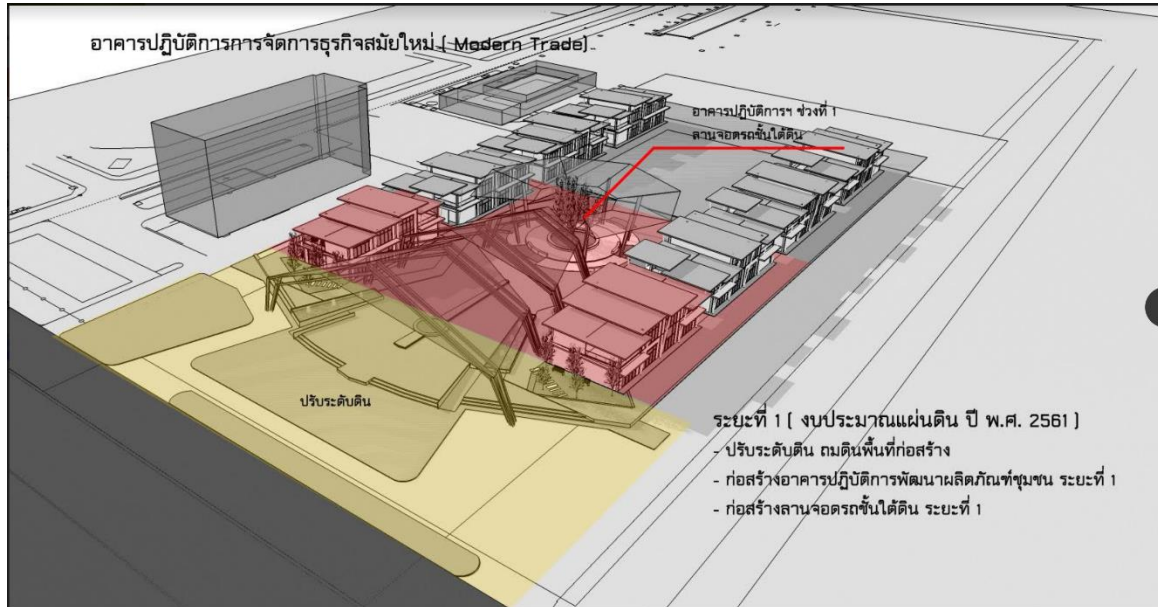 อาคารปฏิบัติการการจัดการธุรกิจสมัยใหม่ ( Modern Trade)
อาคารปฏิบัติการฯ ช่วงที่ 1
ลานจอดรถชั้นใต้ดิน
ปรับระดับดิน
ระยะที่ 1 ( งบประมาณแผ่นดิน ปี พ.ศ. 2561 )
- ปรับระดับดิน ถมดินพื้นที่ก่อสร้าง
- ก่อสร้างอาคารปฏิบัติการพัฒนาผลิตภัณฑ์ชุมชน ระยะที่ 1
- ก่อสร้างลานจอดรถชั้นใต้ดิน ระยะที่ 1